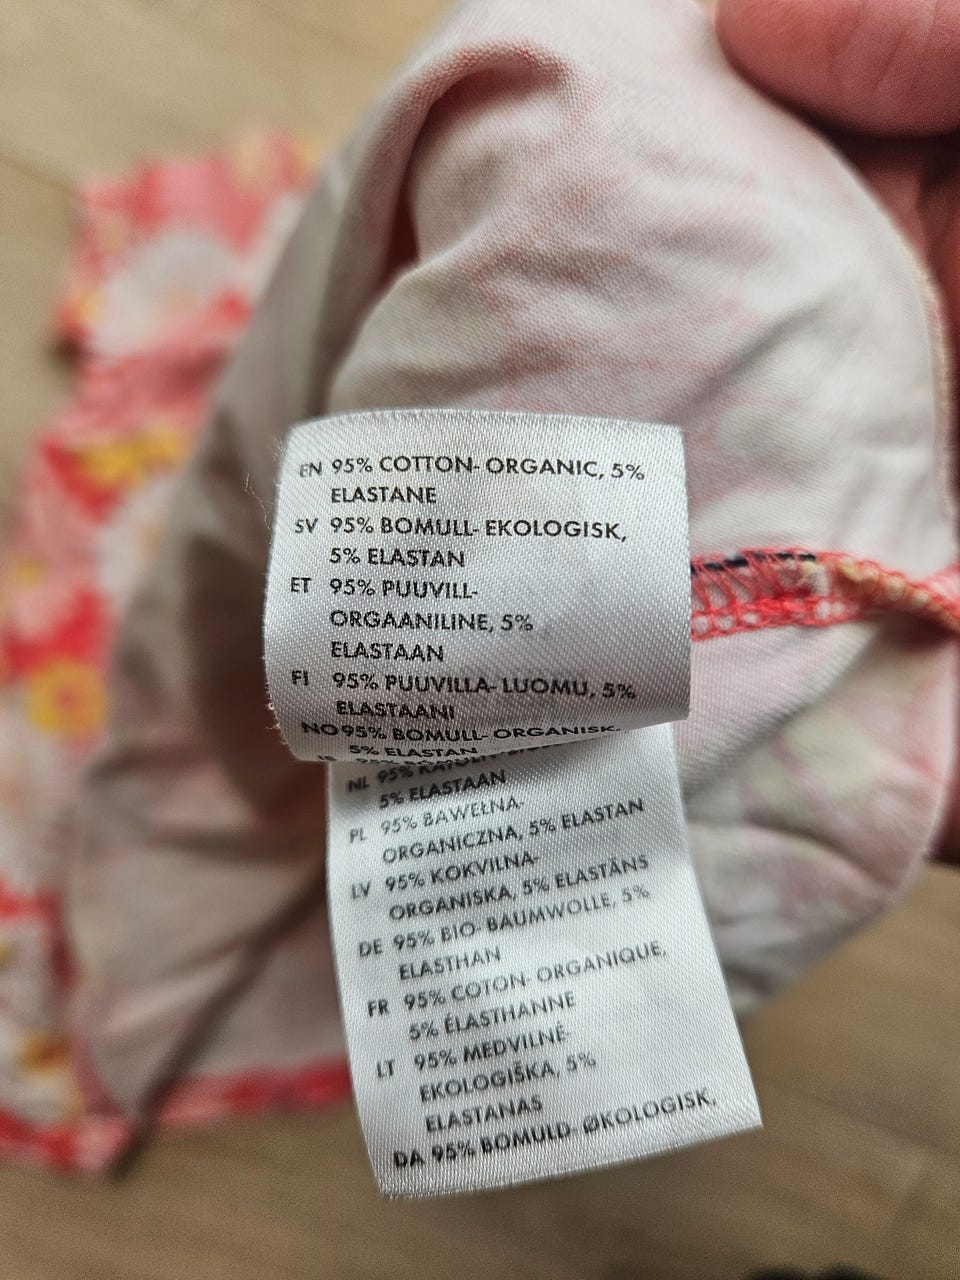 EN 95% COTTON- ORGANIC, 5%
ELASTANE
SV 95% BOMULL- EKOLOGISK,
5% ELASTAN
ET 95% PUUVILL-
ORGAANILINE, 5%
ELASTAAN
FI 95% PUUVILLA- LUOMU, 5%
ELASTAANI
NO 95% BOMULL- ORGANISK,
5% ELASTAN
NL 95%
5% ELASTAAN
PL 95% BAWEŁNA-
ORGANICZNA, 5% ELASTAN
LV 95% KOKVILNA-
ORGANISKA, 5% ELASTĀNS
DE 95% BIO- BAUMWOLLE, 5%
ELASTHAN
FR 95% COTON- ORGANIQUE,
5% ÉLASTHANNE
LT 95% MEDVILNĖ-
EKOLOGIŠKA, 5%
ELASTANAS
DA 95% BOMULD- ØKOLOGISK,